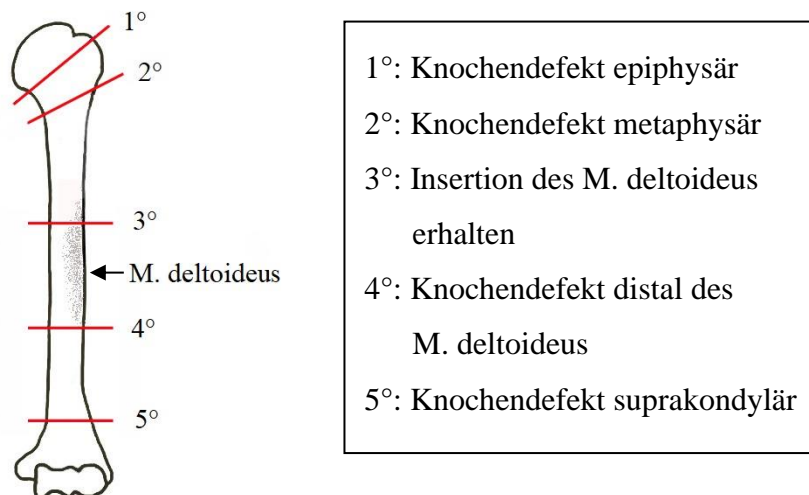 1°
2°
3°
M. deltoideus
4°
5°
1°: Knochendefekt epiphysär
2°: Knochendefekt metaphysär
3°: Insertion des M. deltoideus
erhalten
4°: Knochendefekt distal des
M. deltoideus
5°: Knochendefekt suprakondylär